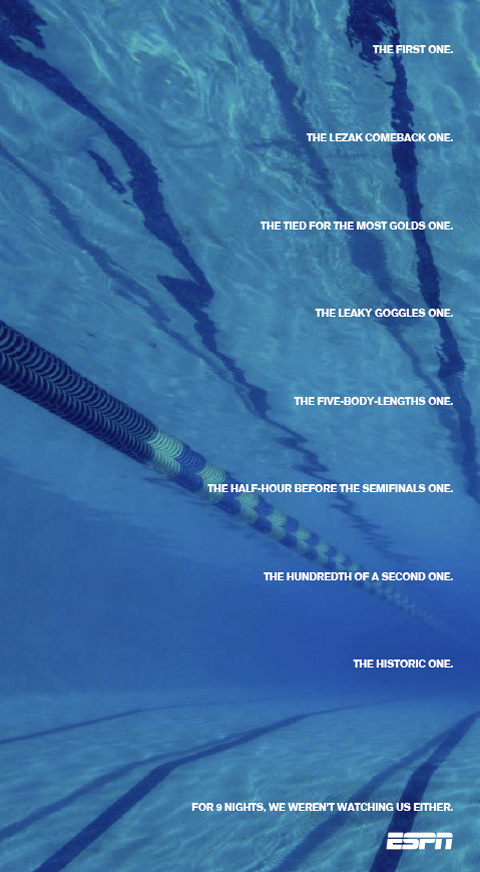 THE FIRST ONE.
THE LEZAK COMEBACK ONE.
THE TIED FOR THE MOST GOLDS ONE.
THE LEAKY GOGGLES ONE.
THE FIVE-BODY-LENGTHS ONE.
THE HALF-HOUR BEFORE THE SEMIFINALS ONE.
THE HUNDREDTH OF A SECOND ONE.
THE HISTORIC ONE.
FOR 9 NIGHTS, WE WEREN'T WATCHING US EITHER.
ESPN